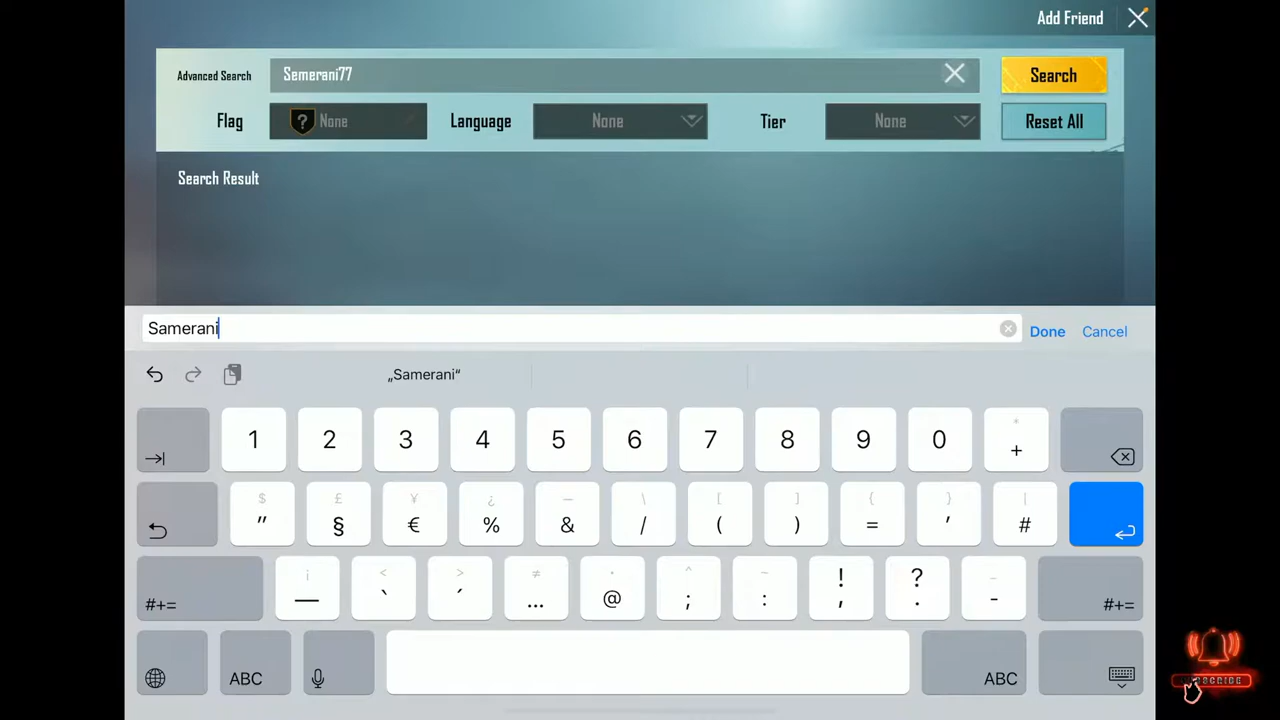 Add Friend
Advanced Search Semerani77 Search
Flag ? None Language None Tier None Reset All
Search Result
Samerani Done Cancel
„Samerani“
1 2 3 4 5 6 7 8 9 0 * +
$ " £ § ¥ € ¿ % – & \ / [ ( ] ) { = } ' | #
#+= ¡ — < ` > ´ ≠ … · @ ^ ; ~ : ! , ? . _ - #+=
ABC ABC
SUBSCRIBE